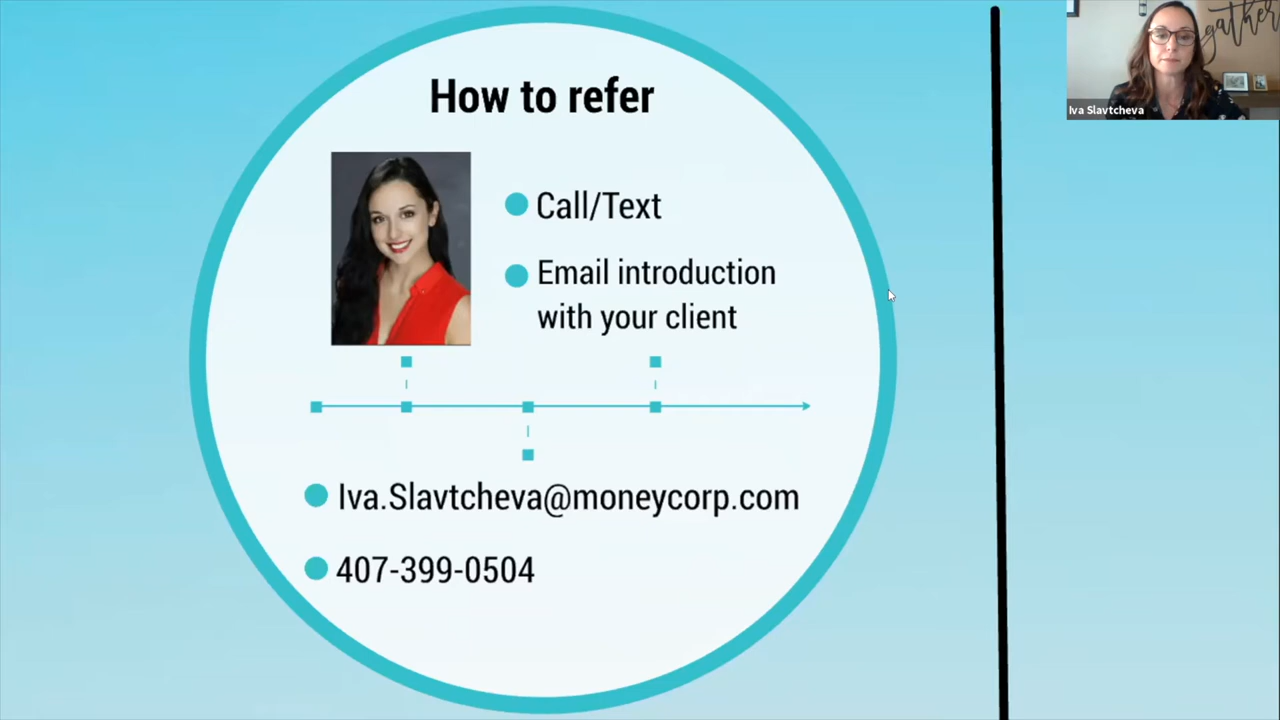 How to refer
Call/Text
Email introduction
with your client
Iva.Slavtcheva@moneycorp.com
407-399-0504
gather
Iva Slavtcheva